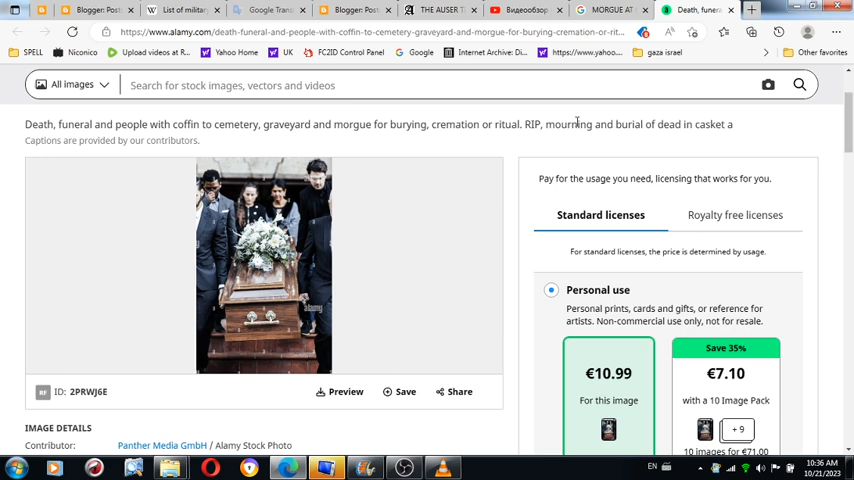 Blogger: Post
List of military
Google Trans
Blogger: Post
THE AUSER T
Видеообзор
MORGUE AT
Death, funera
https://www.alamy.com/death-funeral-and-people-with-coffin-to-cemetery-graveyard-and-morgue-for-burying-cremation-or-rit...
SPELL
Niconico
Upload videos at R...
Yahoo Home
UK
FC2ID Control Panel
Google
Internet Archive: Di...
https://www.yahoo....
gaza israel
Other favorites
All images
Search for stock images, vectors and videos
Death, funeral and people with coffin to cemetery, graveyard and morgue for burying, cremation or ritual. RIP, mourning and burial of dead in casket a
Captions are provided by our contributors.
alamy
RF
ID: 2PRWJ6E
Preview
Save
Share
IMAGE DETAILS
Contributor:
Panther Media GmbH / Alamy Stock Photo
Pay for the usage you need, licensing that works for you.
Standard licenses
Royalty free licenses
For standard licenses, the price is determined by usage.
Personal use
Personal prints, cards and gifts, or reference for
artists. Non-commercial use only, not for resale.
€10.99
For this image
Save 35%
€7.10
with a 10 Image Pack
+ 9
10 images for €71.00
EN
10:36 AM
10/21/2023